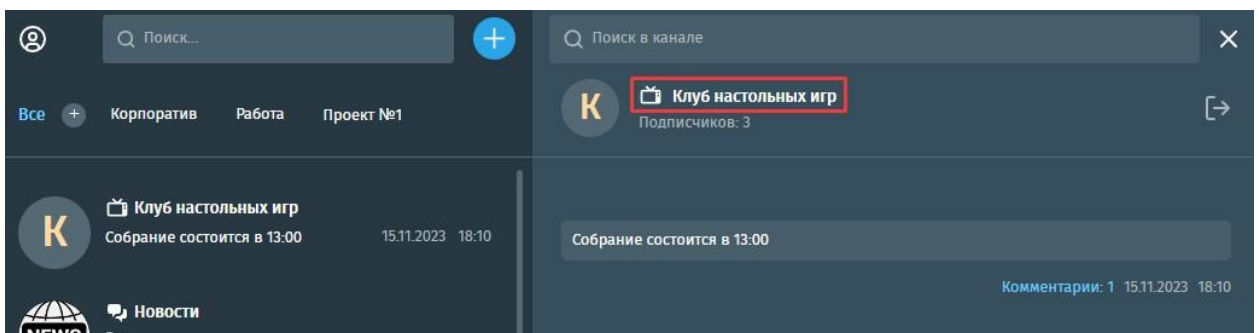 Поиск...
Все + Корпоратив Работа Проект №1
К
Клуб настольных игр
Собрание состоится в 13:00 15.11.2023 18:10
NEWS
Новости
Поиск в канале
К
Клуб настольных игр
Подписчиков: 3
Собрание состоится в 13:00
Комментарии: 1 15.11.2023 18:10